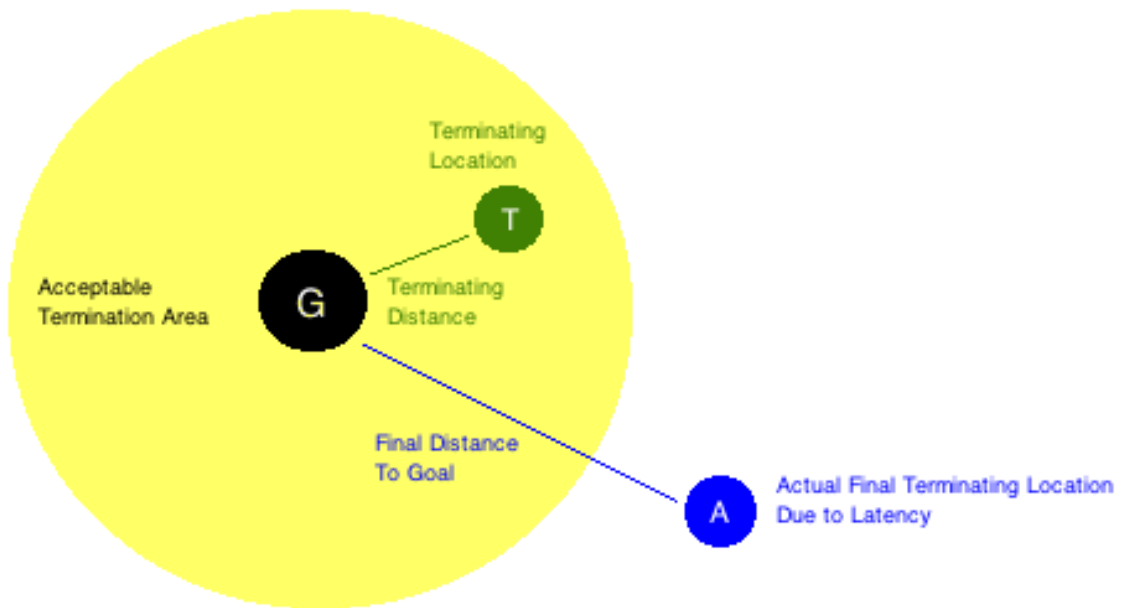 Terminating
Location
T
Acceptable
Termination Area
G
Terminating
Distance
Final Distance
To Goal
A
Actual Final Terminating Location
Due to Latency